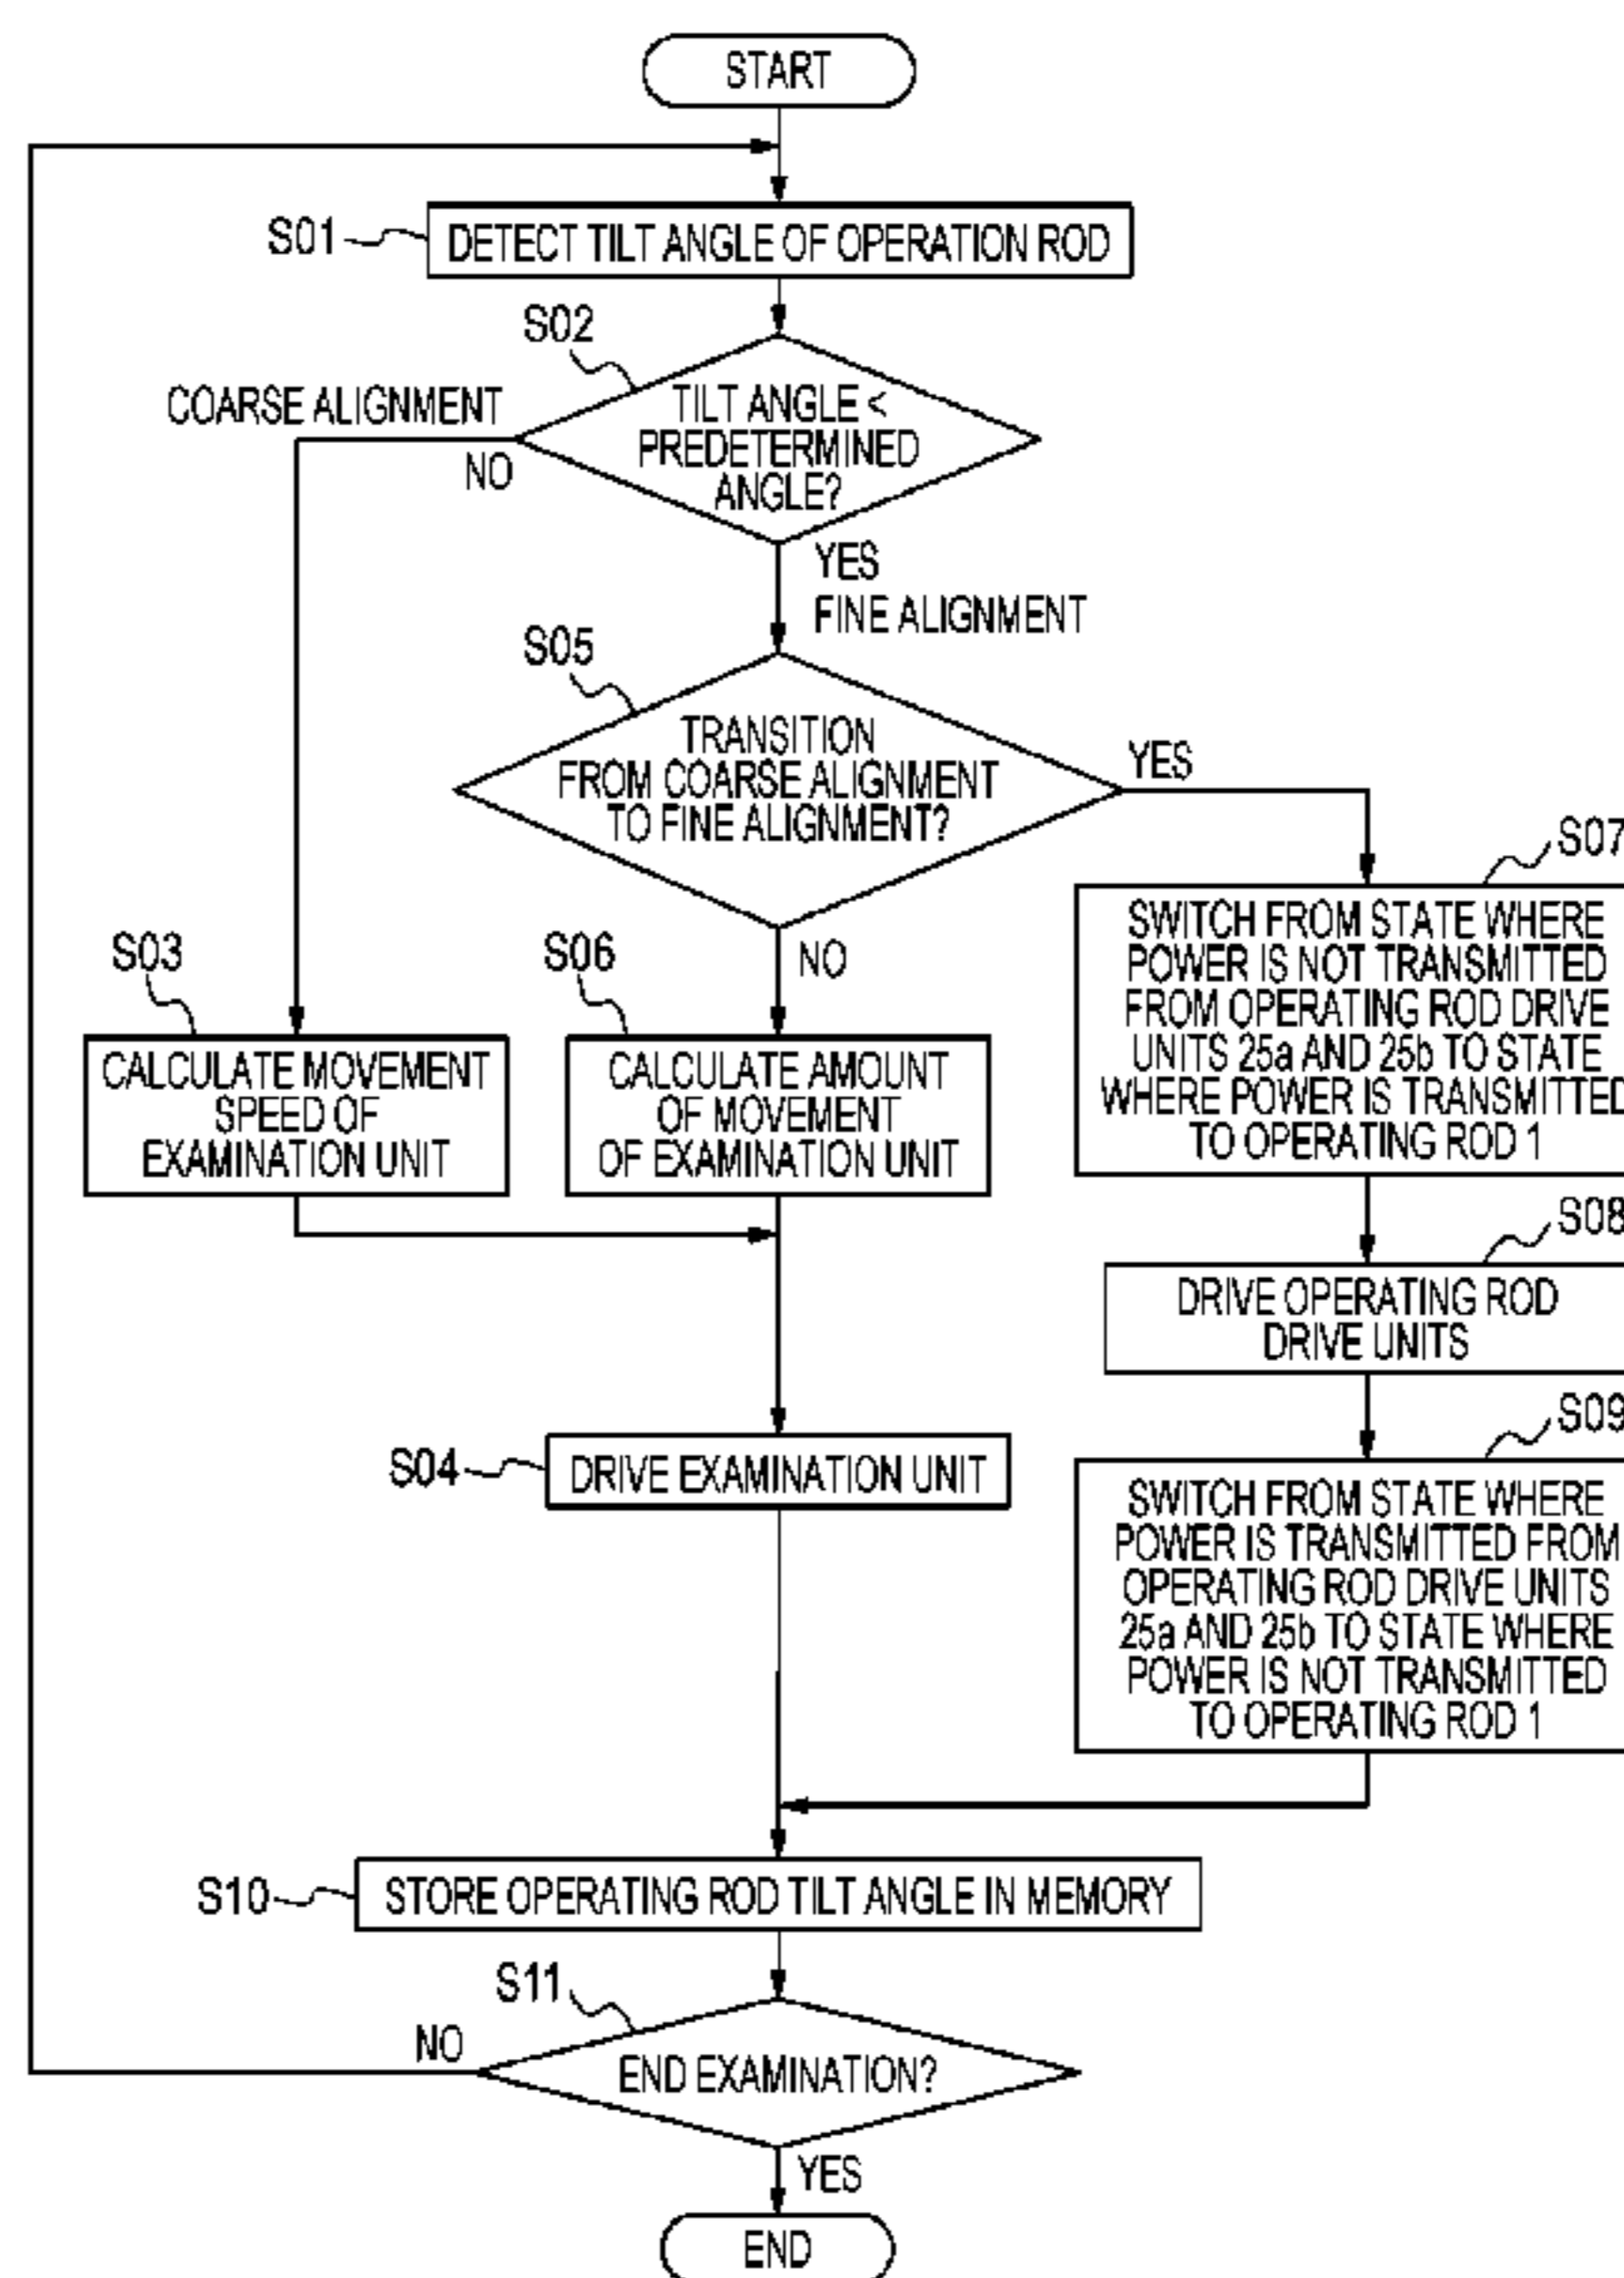 START
S01
DETECT TILT ANGLE OF OPERATION ROD
S02
COARSE ALIGNMENT
TILT ANGLE <
PREDETERMINED
ANGLE?
NO
YES
FINE ALIGNMENT
S05
TRANSITION
FROM COARSE ALIGNMENT
TO FINE ALIGNMENT?
YES
NO
S03
CALCULATE MOVEMENT
SPEED OF
EXAMINATION UNIT
S06
CALCULATE AMOUNT
OF MOVEMENT
OF EXAMINATION UNIT
S07
SWITCH FROM STATE WHERE
POWER IS NOT TRANSMITTED
FROM OPERATING ROD DRIVE
UNITS 25a AND 25b TO STATE
WHERE POWER IS TRANSMITTED
TO OPERATING ROD 1
S08
DRIVE OPERATING ROD
DRIVE UNITS
S04
DRIVE EXAMINATION UNIT
S09
SWITCH FROM STATE WHERE
POWER IS TRANSMITTED FROM
OPERATING ROD DRIVE UNITS
25a AND 25b TO STATE WHERE
POWER IS NOT TRANSMITTED
TO OPERATING ROD 1
S10
STORE OPERATING ROD TILT ANGLE IN MEMORY
S11
NO
END EXAMINATION?
YES
END